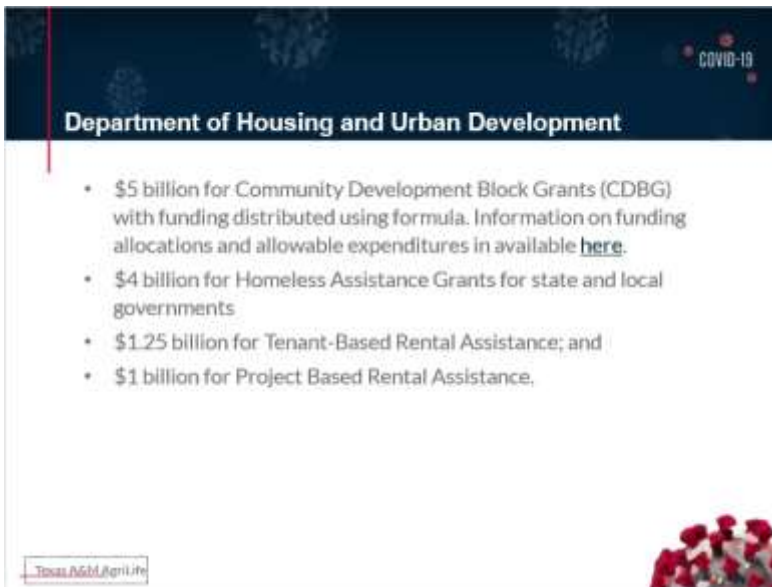 COVID-19
Department of Housing and Urban Development
• $5 billion for Community Development Block Grants (CDBG)
with funding distributed using formula. Information on funding
allocations and allowable expenditures in available here.
• $4 billion for Homeless Assistance Grants for state and local
governments
• $1.25 billion for Tenant-Based Rental Assistance; and
• $1 billion for Project Based Rental Assistance.
Texas A&M AgriLife